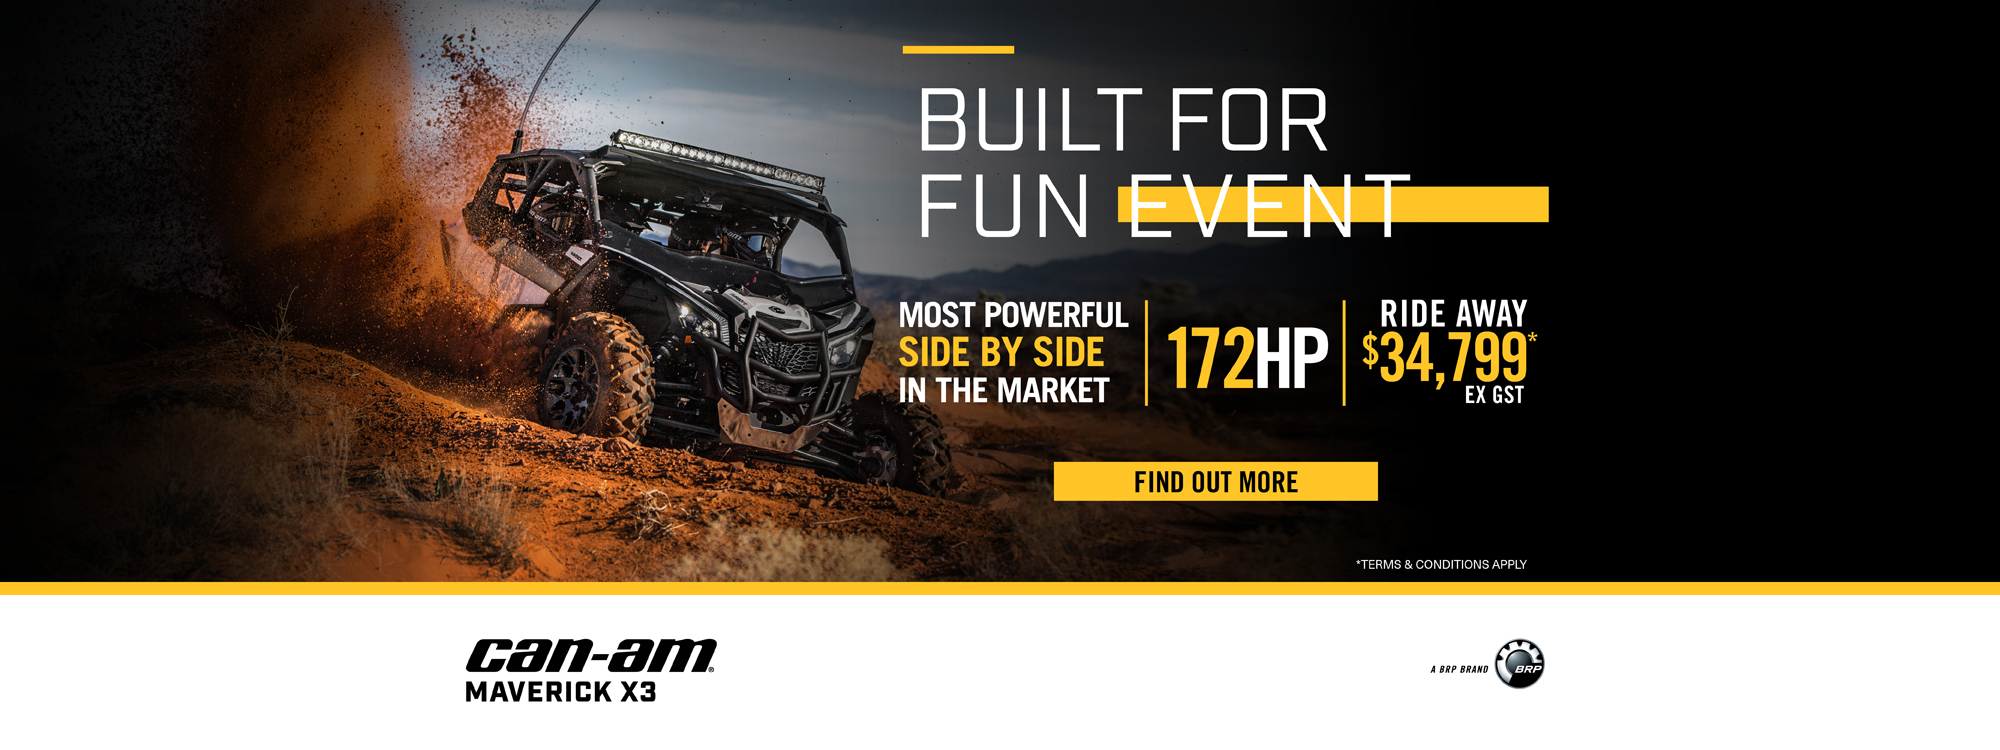 BUILT FOR
FUN EVENT
MOST POWERFUL
SIDE BY SIDE
IN THE MARKET
172HP
RIDE AWAY
$34,799*
EX GST
FIND OUT MORE
*TERMS & CONDITIONS APPLY
can-am®
MAVERICK X3
A BRP BRAND
BRP